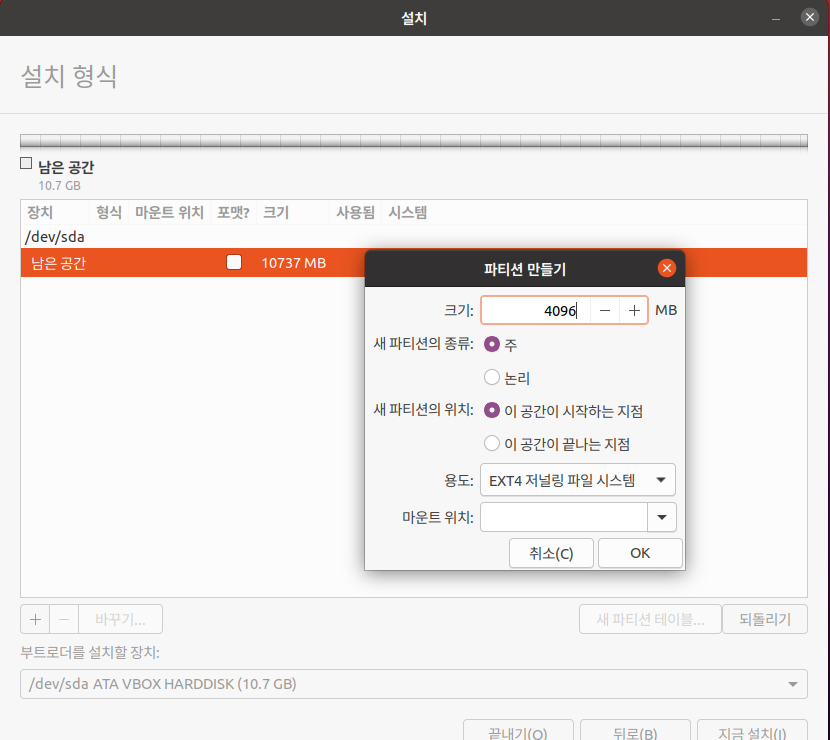 설치
설치 형식
남은 공간
10.7 GB
장치 형식 마운트 위치 포맷? 크기 사용됨 시스템
/dev/sda
남은 공간 10737 MB
파티션 만들기
크기: 4096 − + MB
새 파티션의 종류: 주
논리
새 파티션의 위치: 이 공간이 시작하는 지점
이 공간이 끝나는 지점
용도: EXT4 저널링 파일 시스템
마운트 위치:
취소(C) OK
+ − 바꾸기... 새 파티션 테이블... 되돌리기
부트로더를 설치할 장치:
/dev/sda ATA VBOX HARDDISK (10.7 GB)
끝내기(Q) 뒤로(B) 지금 설치(I)